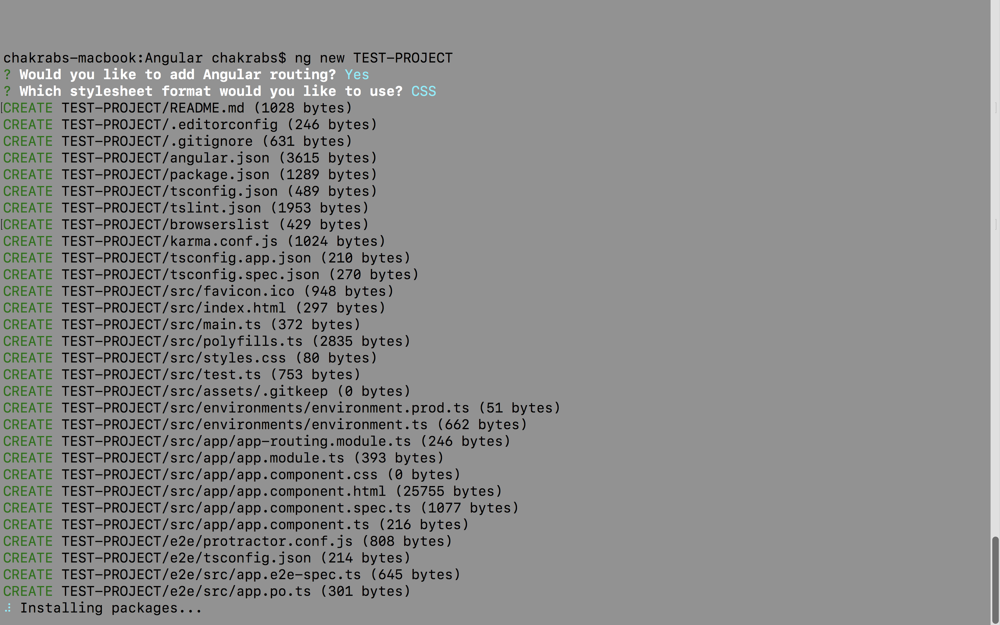 chakrabs-macbook:Angular chakrabs$ ng new TEST-PROJECT
? Would you like to add Angular routing? Yes
? Which stylesheet format would you like to use? CSS
CREATE TEST-PROJECT/README.md (1028 bytes)
CREATE TEST-PROJECT/.editorconfig (246 bytes)
CREATE TEST-PROJECT/.gitignore (631 bytes)
CREATE TEST-PROJECT/angular.json (3615 bytes)
CREATE TEST-PROJECT/package.json (1289 bytes)
CREATE TEST-PROJECT/tsconfig.json (489 bytes)
CREATE TEST-PROJECT/tslint.json (1953 bytes)
CREATE TEST-PROJECT/browserslist (429 bytes)
CREATE TEST-PROJECT/karma.conf.js (1024 bytes)
CREATE TEST-PROJECT/tsconfig.app.json (210 bytes)
CREATE TEST-PROJECT/tsconfig.spec.json (270 bytes)
CREATE TEST-PROJECT/src/favicon.ico (948 bytes)
CREATE TEST-PROJECT/src/index.html (297 bytes)
CREATE TEST-PROJECT/src/main.ts (372 bytes)
CREATE TEST-PROJECT/src/polyfills.ts (2835 bytes)
CREATE TEST-PROJECT/src/styles.css (80 bytes)
CREATE TEST-PROJECT/src/test.ts (753 bytes)
CREATE TEST-PROJECT/src/assets/.gitkeep (0 bytes)
CREATE TEST-PROJECT/src/environments/environment.prod.ts (51 bytes)
CREATE TEST-PROJECT/src/environments/environment.ts (662 bytes)
CREATE TEST-PROJECT/src/app/app-routing.module.ts (246 bytes)
CREATE TEST-PROJECT/src/app/app.module.ts (393 bytes)
CREATE TEST-PROJECT/src/app/app.component.css (0 bytes)
CREATE TEST-PROJECT/src/app/app.component.html (25755 bytes)
CREATE TEST-PROJECT/src/app/app.component.spec.ts (1077 bytes)
CREATE TEST-PROJECT/src/app/app.component.ts (216 bytes)
CREATE TEST-PROJECT/e2e/protractor.conf.js (808 bytes)
CREATE TEST-PROJECT/e2e/tsconfig.json (214 bytes)
CREATE TEST-PROJECT/e2e/src/app.e2e-spec.ts (645 bytes)
CREATE TEST-PROJECT/e2e/src/app.po.ts (301 bytes)
Installing packages...